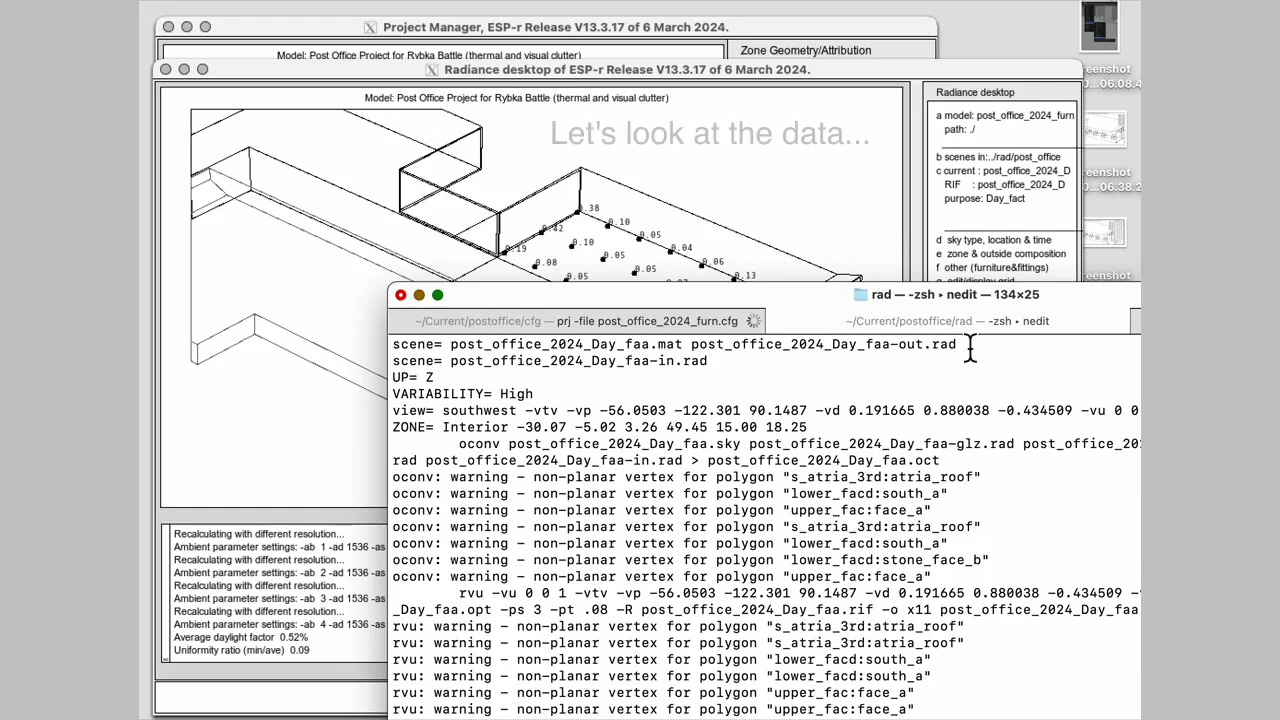 Project Manager, ESP-r Release V13.3.17 of 6 March 2024.
Model: Post Office Project for Rybka Battle (thermal and visual clutter)
Zone Geometry/Attribution
Radiance desktop of ESP-r Release V13.3.17 of 6 March 2024.
Model: Post Office Project for Rybka Battle (thermal and visual clutter)
Let's look at the data...
0.38
0.10
0.42
0.05
0.19
0.10
0.04
0.05
0.06
0.08
0.05
0.13
0.05
Radiance desktop
a model: post_office_2024_furn
path: ./
b scenes in:../rad/post_office
c current : post_office_2024_D
RIF : post_office_2024_D
purpose: Day_fact
d sky type, location & time
e zone & outside composition
f other (furniture&fittings)
reenshot
0...06.08.4
reenshot
0...06.38.2
reenshot
rad — -zsh ▸ nedit — 134×25
~/Current/postoffice/cfg — prj -file post_office_2024_furn.cfg
~/Current/postoffice/rad — -zsh ▸ nedit
scene= post_office_2024_Day_faa.mat post_office_2024_Day_faa-out.rad
scene= post_office_2024_Day_faa-in.rad
UP= Z
VARIABILITY= High
view= southwest -vtv -vp -56.0503 -122.301 90.1487 -vd 0.191665 0.880038 -0.434509 -vu 0 0
ZONE= Interior -30.07 -5.02 3.26 49.45 15.00 18.25
oconv post_office_2024_Day_faa.sky post_office_2024_Day_faa-glz.rad post_office_20
rad post_office_2024_Day_faa-in.rad > post_office_2024_Day_faa.oct
oconv: warning - non-planar vertex for polygon "s_atria_3rd:atria_roof"
oconv: warning - non-planar vertex for polygon "lower_facd:south_a"
oconv: warning - non-planar vertex for polygon "upper_fac:face_a"
oconv: warning - non-planar vertex for polygon "s_atria_3rd:atria_roof"
oconv: warning - non-planar vertex for polygon "lower_facd:south_a"
oconv: warning - non-planar vertex for polygon "lower_facd:stone_face_b"
oconv: warning - non-planar vertex for polygon "upper_fac:face_a"
rvu -vu 0 0 1 -vtv -vp -56.0503 -122.301 90.1487 -vd 0.191665 0.880038 -0.434509 -
_Day_faa.opt -ps 3 -pt .08 -R post_office_2024_Day_faa.rif -o x11 post_office_2024_Day_faa
rvu: warning - non-planar vertex for polygon "s_atria_3rd:atria_roof"
rvu: warning - non-planar vertex for polygon "s_atria_3rd:atria_roof"
rvu: warning - non-planar vertex for polygon "lower_facd:south_a"
rvu: warning - non-planar vertex for polygon "lower_facd:south_a"
rvu: warning - non-planar vertex for polygon "upper_fac:face_a"
rvu: warning - non-planar vertex for polygon "upper_fac:face_a"
Recalculating with different resolution...
Ambient parameter settings: -ab 1 -ad 1536 -as
Recalculating with different resolution...
Ambient parameter settings: -ab 2 -ad 1536 -as
Recalculating with different resolution...
Ambient parameter settings: -ab 3 -ad 1536 -as
Recalculating with different resolution...
Ambient parameter settings: -ab 4 -ad 1536 -as
Average daylight factor 0.52%
Uniformity ratio (min/ave) 0.09